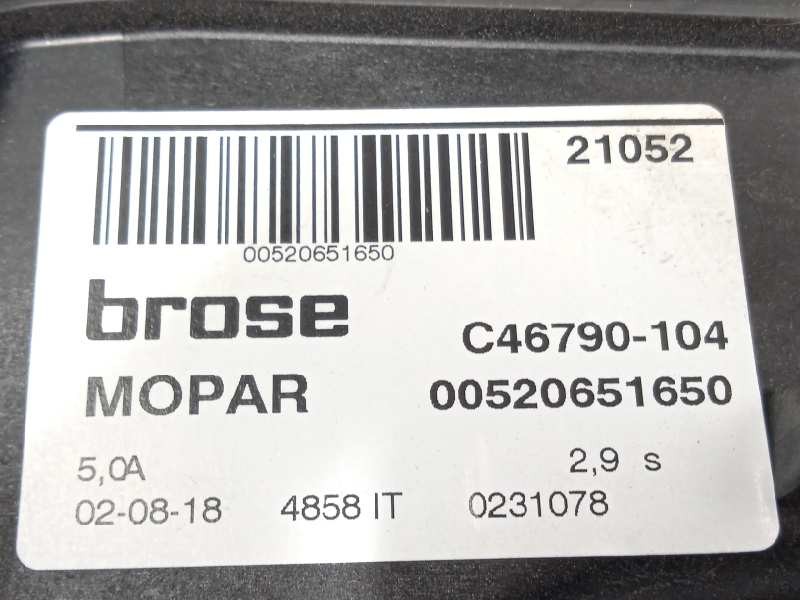 21052
00520651650
brose
C46790-104
MOPAR 00520651650
5,0A 2,9 s
02-08-18 4858 IT 0231078